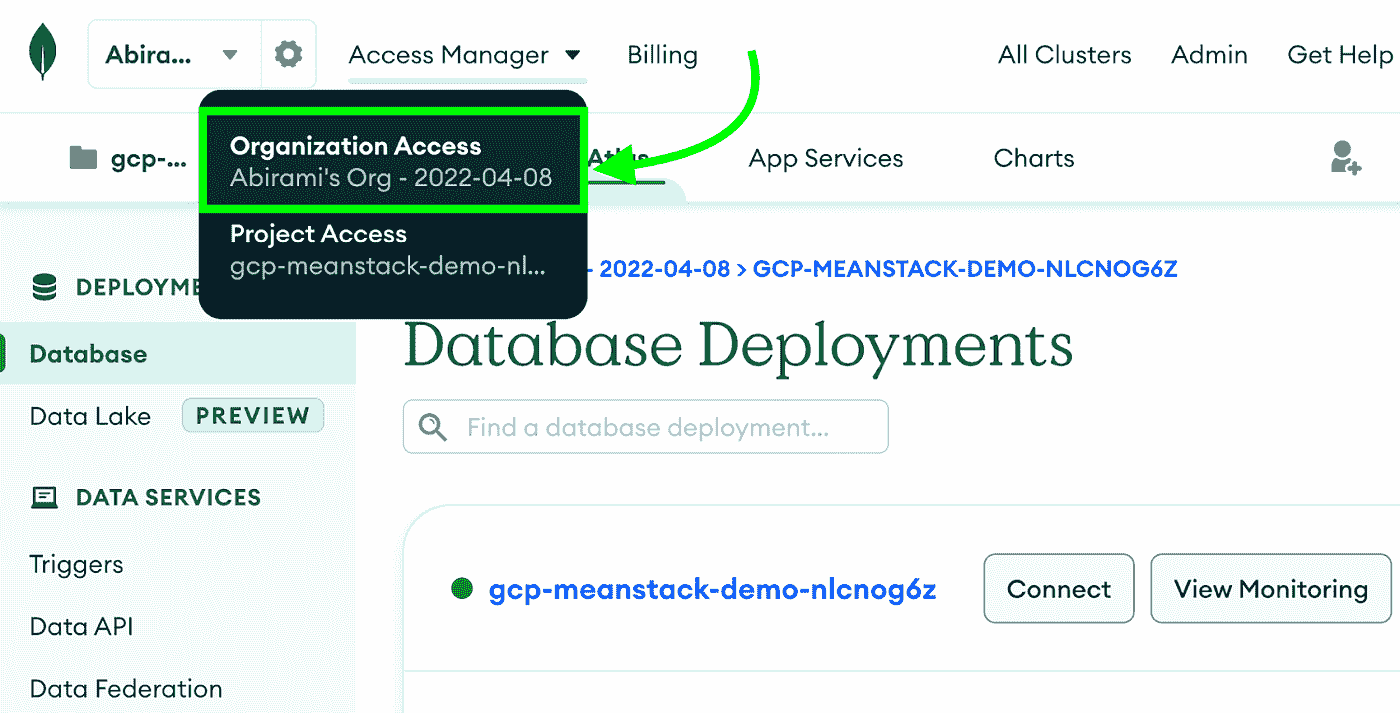 Abira...
Access Manager
Billing
All Clusters
Admin
Get Help
Organization Access
Abirami's Org - 2022-04-08
Project Access
gcp-meanstack-demo-nl...
gcp-...
Atlas
App Services
Charts
- 2022-04-08 > GCP-MEANSTACK-DEMO-NLCNOG6Z
DEPLOYME
Database
Data Lake PREVIEW
DATA SERVICES
Triggers
Data API
Data Federation
Database Deployments
Find a database deployment...
gcp-meanstack-demo-nlcnog6z
Connect
View Monitoring